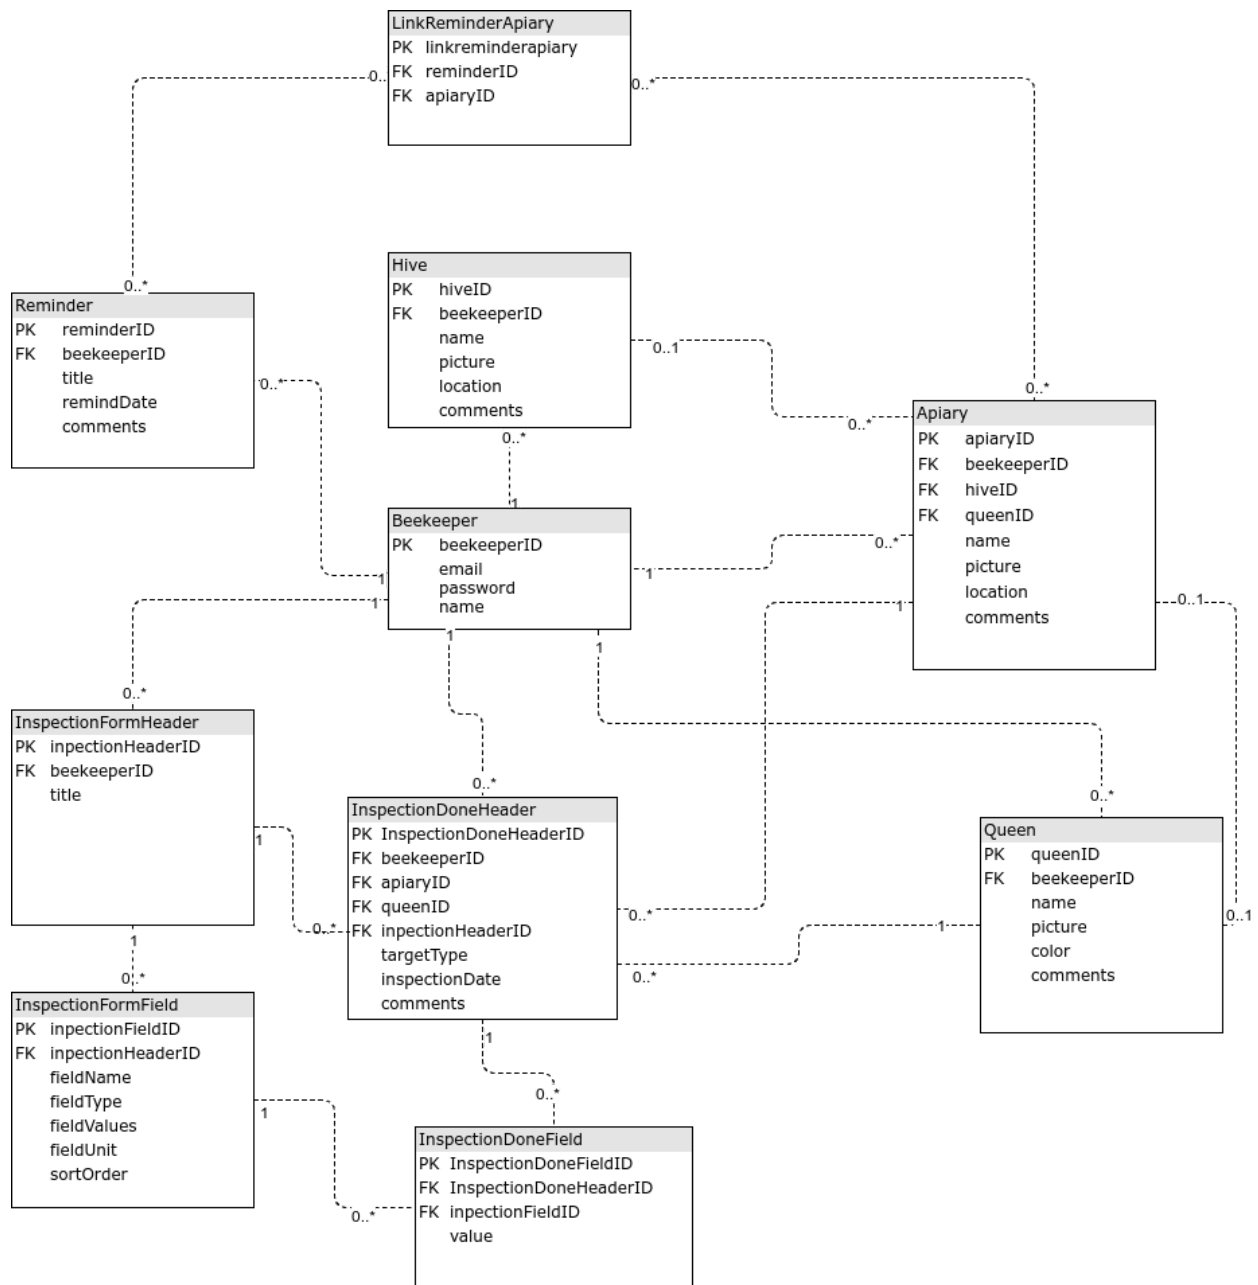 LinkReminderApiary
PK linkreminderapiary
FK reminderID
FK apiaryID
0..
0..*
0..*
0..*
Hive
PK hiveID
FK beekeeperID
name
picture
location
comments
0..1
0..*
0..*
1
Reminder
PK reminderID
FK beekeeperID
title
remindDate
comments
0..*
1
Apiary
PK apiaryID
FK beekeeperID
FK hiveID
FK queenID
name
picture
location
comments
0..*
1
1
0..1
Beekeeper
PK beekeeperID
email
password
name
1
1
1
0..*
0..*
0..*
InspectionFormHeader
PK inpectionHeaderID
FK beekeeperID
title
1
0..*
1
0..*
InspectionDoneHeader
PK InspectionDoneHeaderID
FK beekeeperID
FK apiaryID
FK queenID
FK inpectionHeaderID
targetType
inspectionDate
comments
0..*
0..*
1
1
0..*
Queen
PK queenID
FK beekeeperID
name
picture
color
comments
0..1
InspectionFormField
PK inpectionFieldID
FK inpectionHeaderID
fieldName
fieldType
fieldValues
fieldUnit
sortOrder
1
0..*
InspectionDoneField
PK InspectionDoneFieldID
FK InspectionDoneHeaderID
FK inpectionFieldID
value